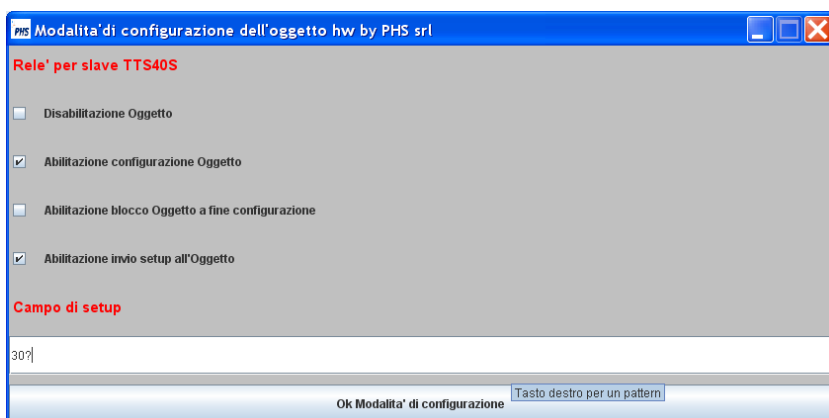 PHS Modalita'di configurazione dell'oggetto hw by PHS srl
Rele' per slave TTS40S
Disabilitazione Oggetto
Abilitazione configurazione Oggetto
Abilitazione blocco Oggetto a fine configurazione
Abilitazione invio setup all'Oggetto
Campo di setup
30?
Tasto destro per un pattern
Ok Modalita' di configurazione